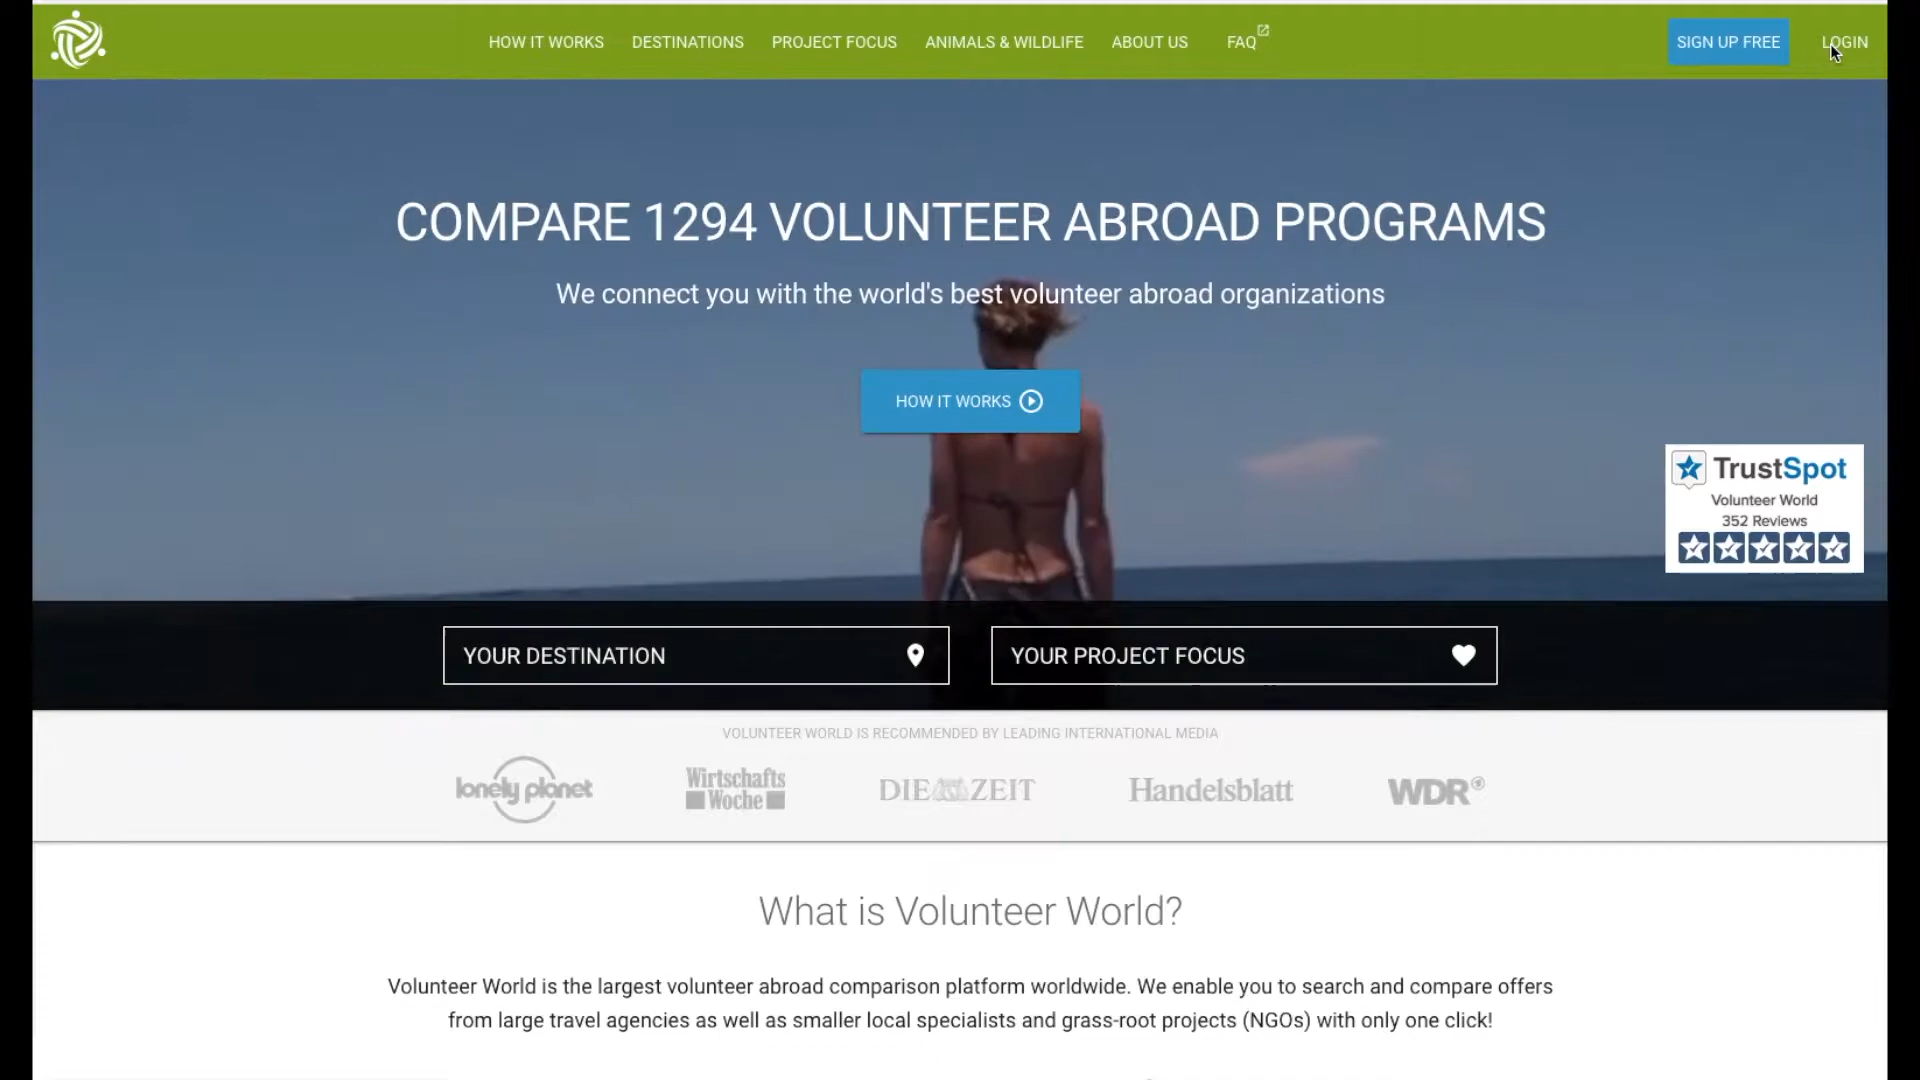 HOW IT WORKS DESTINATIONS PROJECT FOCUS ANIMALS & WILDLIFE ABOUT US FAQ SIGN UP FREE LOGIN
COMPARE 1294 VOLUNTEER ABROAD PROGRAMS
We connect you with the world's best volunteer abroad organizations
HOW IT WORKS
TrustSpot
Volunteer World
352 Reviews
YOUR DESTINATION YOUR PROJECT FOCUS
VOLUNTEER WORLD IS RECOMMENDED BY LEADING INTERNATIONAL MEDIA
lonely planet Wirtschafts Woche DIE ZEIT Handelsblatt WDR
What is Volunteer World?
Volunteer World is the largest volunteer abroad comparison platform worldwide. We enable you to search and compare offers
from large travel agencies as well as smaller local specialists and grass-root projects (NGOs) with only one click!